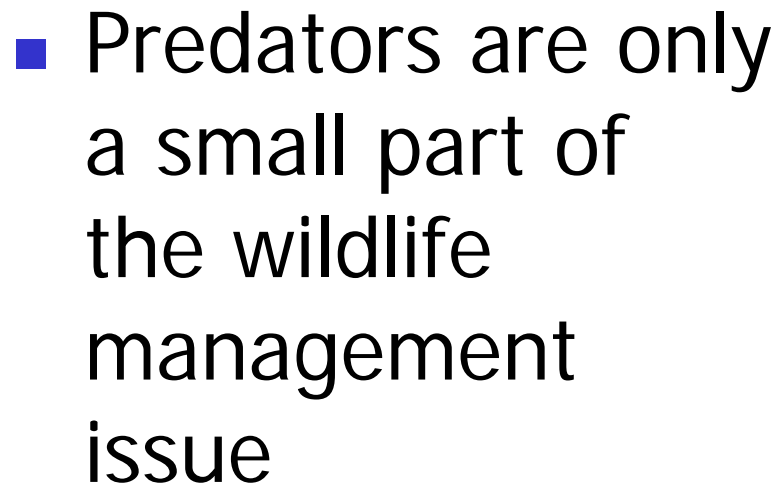 Predators are only
a small part of
the wildlife
management
issue